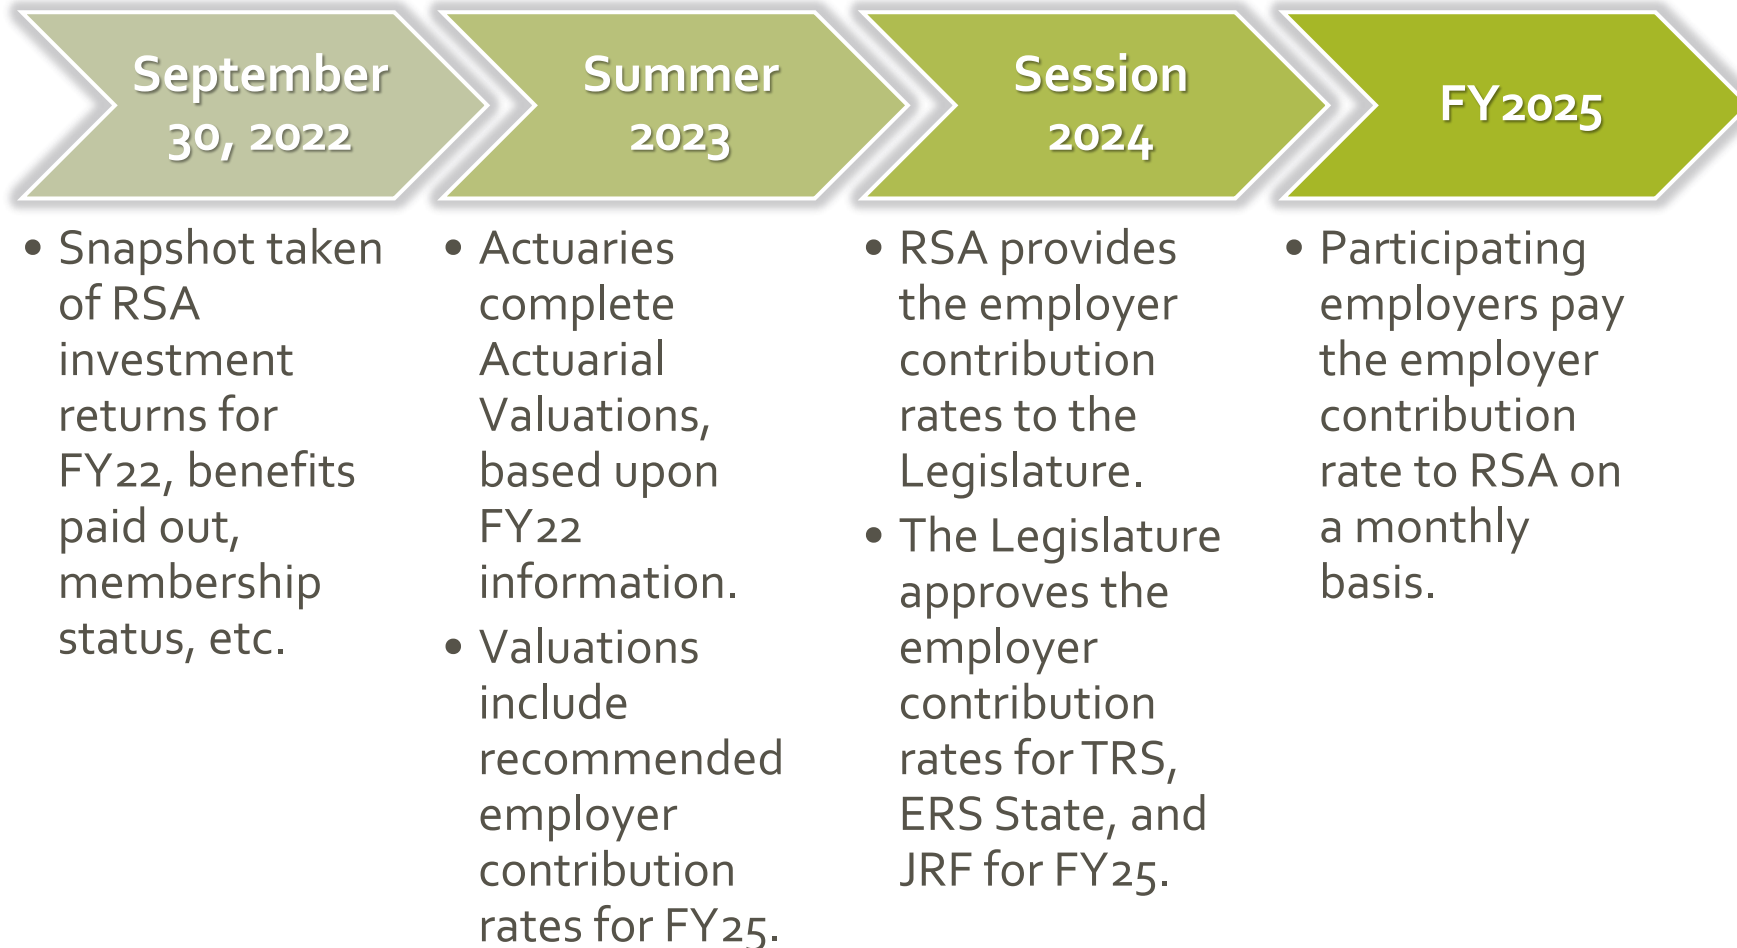 September
30, 2022
• Snapshot taken
of RSA
investment
returns for
FY22, benefits
paid out,
membership
status, etc.
Summer
2023
• Actuaries
complete
Actuarial
Valuations,
based upon
FY22
information.
• Valuations
include
recommended
employer
contribution
rates for FY25.
Session
2024
• RSA provides
the employer
contribution
rates to the
Legislature.
• The Legislature
approves the
employer
contribution
rates for TRS,
ERS State, and
JRF for FY25.
FY2025
• Participating
employers pay
the employer
contribution
rate to RSA on
a monthly
basis.